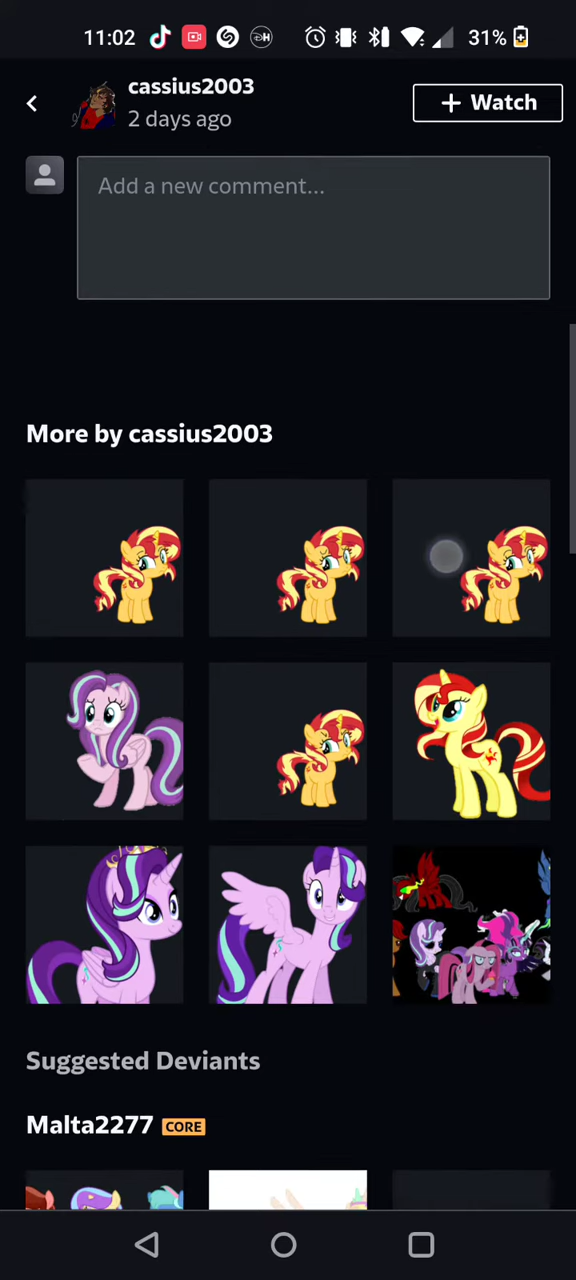 11:02
31%
cassius2003
2 days ago
+ Watch
Add a new comment...
More by cassius2003
Suggested Deviants
Malta2277 CORE